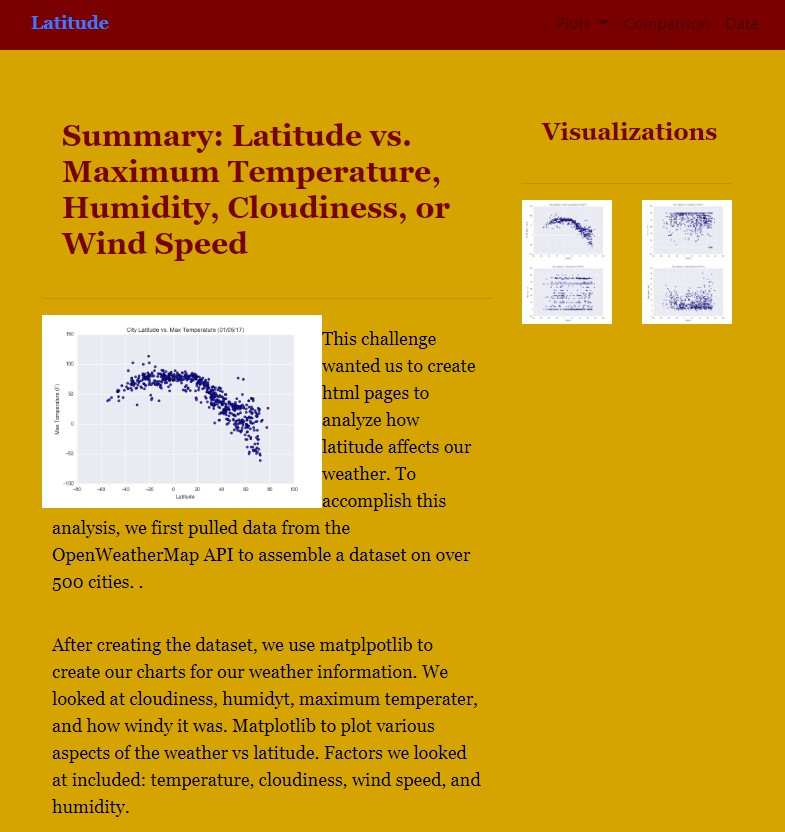 Latitude
Plots
Comparison
Data
Summary: Latitude vs.
Maximum Temperature,
Humidity, Cloudiness, or
Wind Speed
Visualizations
City Latitude vs. Max Temperature (01/05/17)
150
100
50
0
−50
−100
Max Temperature (F)
−80 −60 −40 −20 0 20 40 60 80 100
Latitude
This challenge
wanted us to create
html pages to
analyze how
latitude affects our
weather. To
accomplish this
analysis, we first pulled data from the
OpenWeatherMap API to assemble a dataset on over
500 cities. .
After creating the dataset, we use matplpotlib to
create our charts for our weather information. We
looked at cloudiness, humidyt, maximum temperater,
and how windy it was. Matplotlib to plot various
aspects of the weather vs latitude. Factors we looked
at included: temperature, cloudiness, wind speed, and
humidity.